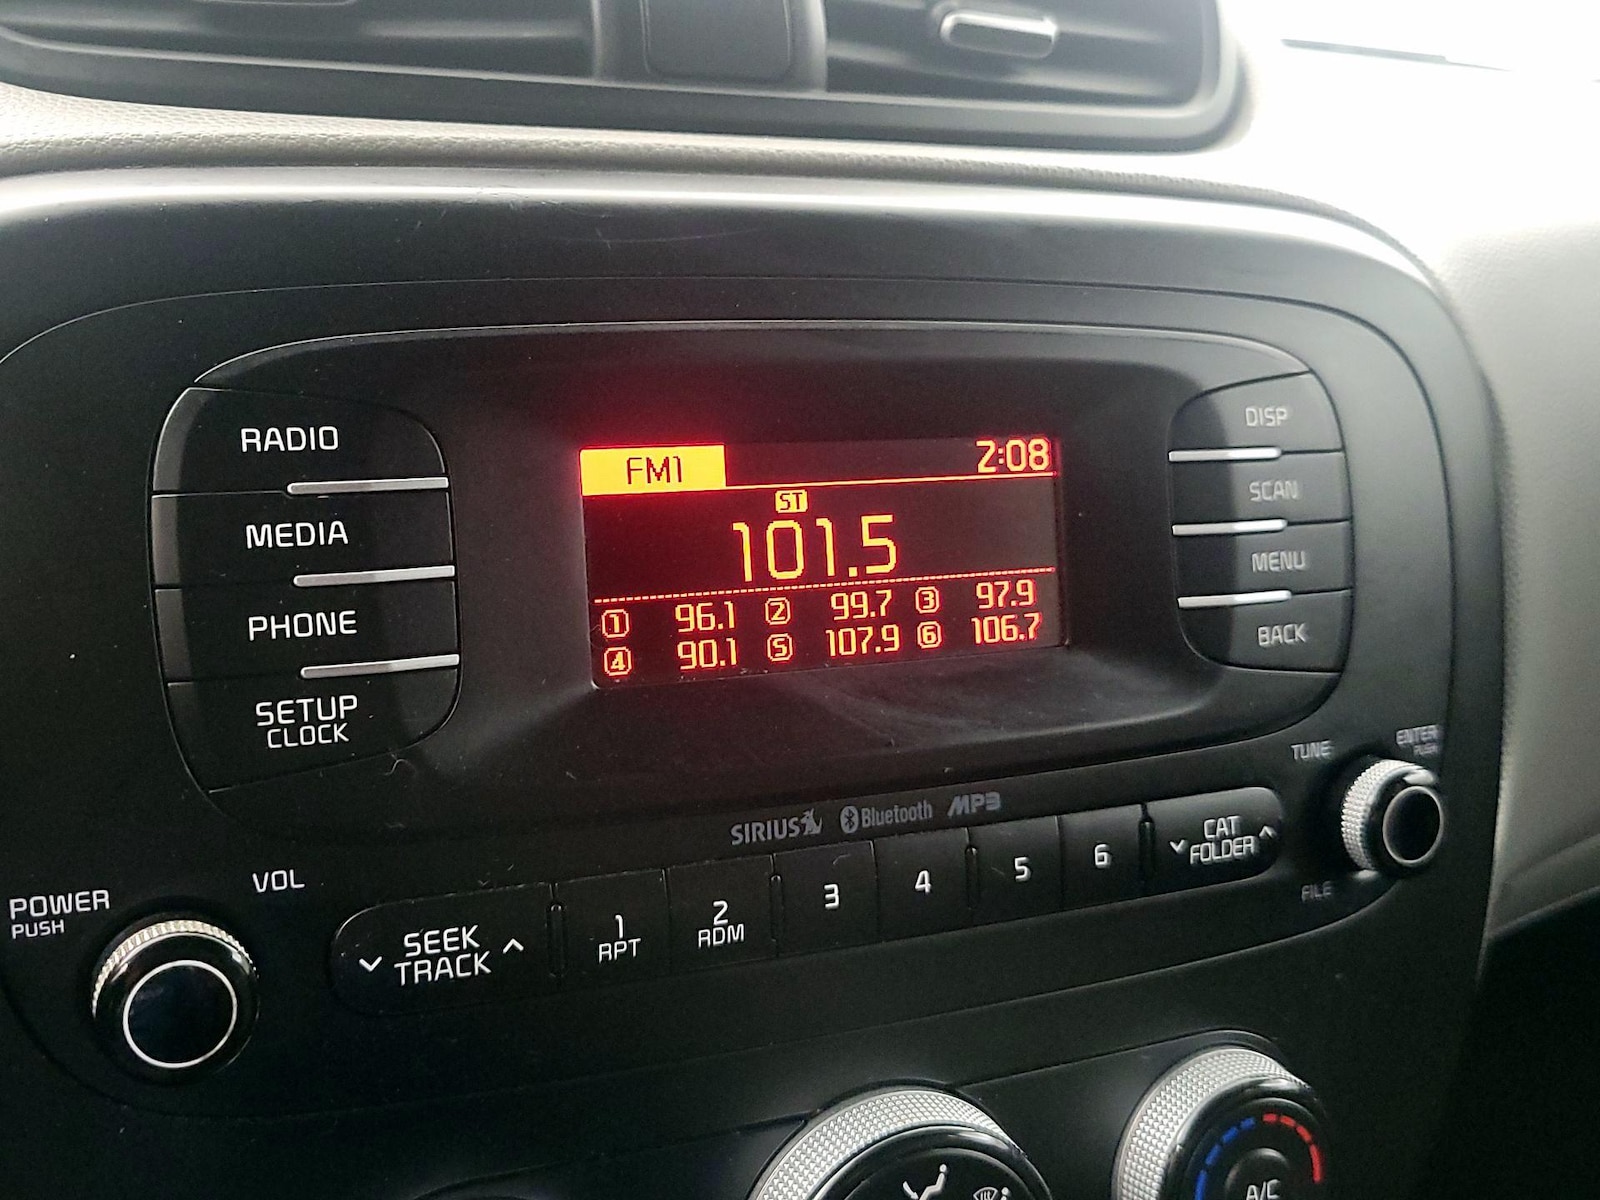 RADIO
MEDIA
PHONE
SETUP
CLOCK
FM1 2:08
ST
101.5
1 96.1 2 99.7 3 97.9
4 90.1 5 107.9 6 106.7
DISP
SCAN
MENU
BACK
TUNE
ENTER
PUSH
SIRIUS Bluetooth MP3
POWER
PUSH
VOL
SEEK
TRACK
1
RPT
2
RDM
3
4
5
6
CAT
FOLDER
FILE
A/C